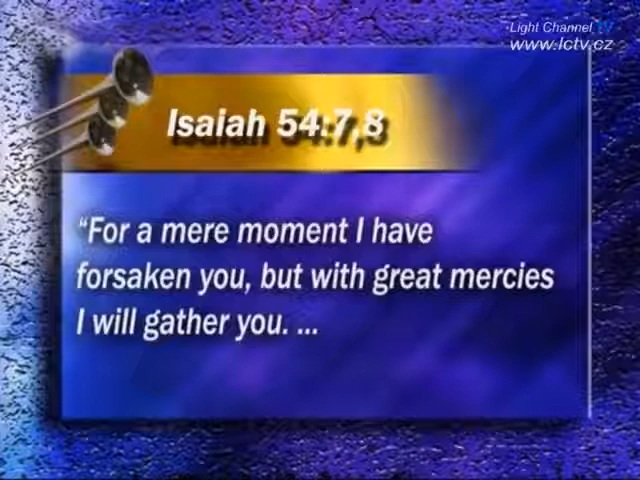 ·Light Channel TV
www.lctv.cz
Isaiah 54:7,8
“For a mere moment I have
forsaken you, but with great mercies
I will gather you. ...